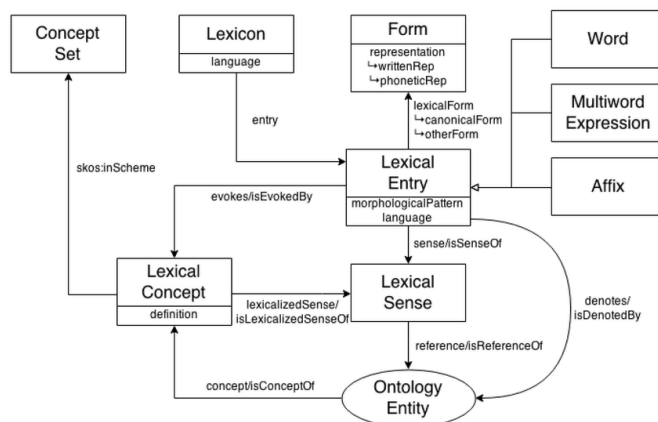 Concept
Set
Lexicon
language
Form
representation
↳writtenRep
↳phoneticRep
Word
Multiword
Expression
Affix
lexicalForm
↳canonicalForm
↳otherForm
entry
skos:inScheme
Lexical
Entry
morphologicalPattern
language
evokes/isEvokedBy
sense/isSenseOf
Lexical
Concept
definition
lexicalizedSense/
isLexicalizedSenseOf
Lexical
Sense
denotes/
isDenotedBy
reference/isReferenceOf
concept/isConceptOf
Ontology
Entity